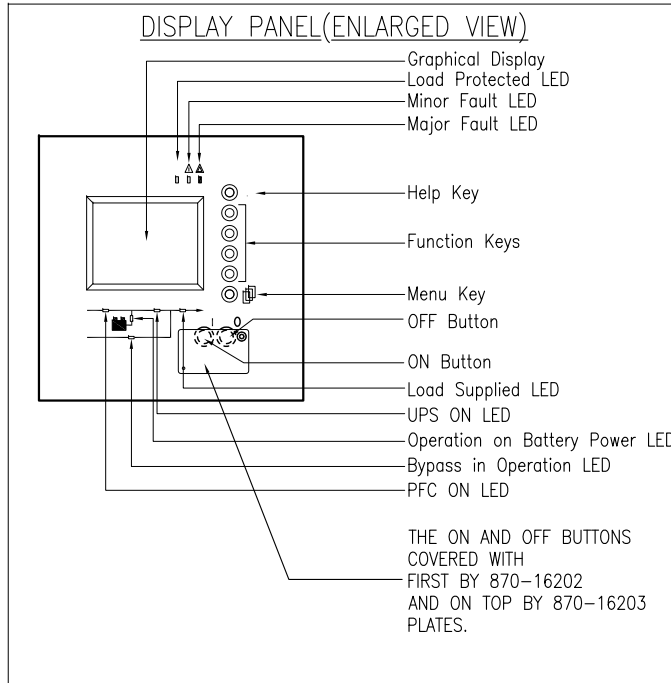 DISPLAY PANEL(ENLARGED VIEW)
Graphical Display
Load Protected LED
Minor Fault LED
Major Fault LED
Help Key
Function Keys
Menu Key
OFF Button
ON Button
Load Supplied LED
UPS ON LED
Operation on Battery Power LED
Bypass in Operation LED
PFC ON LED
THE ON AND OFF BUTTONS
COVERED WITH
FIRST BY 870-16202
AND ON TOP BY 870-16203
PLATES.